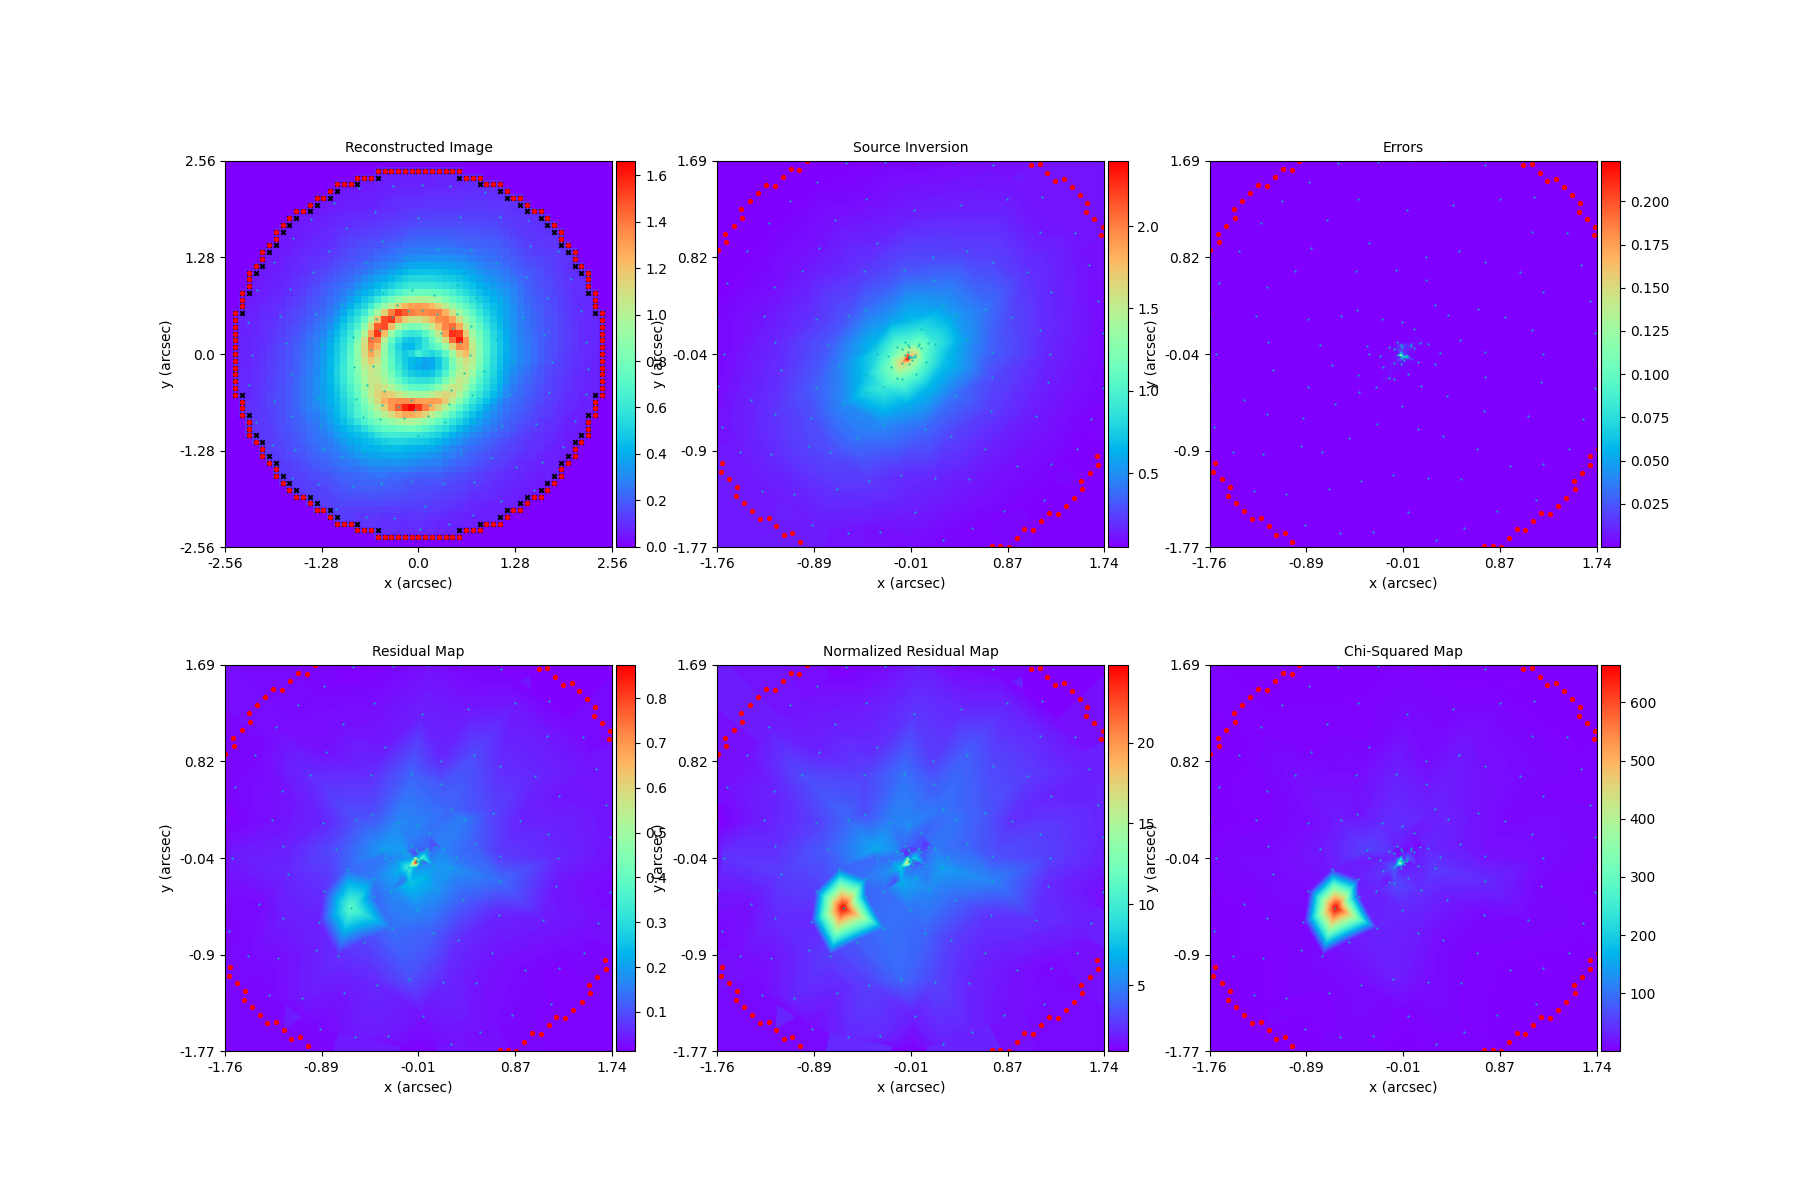 Reconstructed Image
2.56
1.28
0.0
-1.28
-2.56
y (arcsec)
-2.56 -1.28 0.0 1.28 2.56
x (arcsec)
1.6
1.4
1.2
1.0
0.8
0.6
0.4
0.2
0.0
Source Inversion
1.69
0.82
-0.04
-0.9
-1.77
y (arcsec)
-1.76 -0.89 -0.01 0.87 1.74
x (arcsec)
2.0
1.5
1.0
0.5
Errors
1.69
0.82
-0.04
-0.9
-1.77
y (arcsec)
-1.76 -0.89 -0.01 0.87 1.74
x (arcsec)
0.200
0.175
0.150
0.125
0.100
0.075
0.050
0.025
Residual Map
1.69
0.82
-0.04
-0.9
-1.77
y (arcsec)
-1.76 -0.89 -0.01 0.87 1.74
x (arcsec)
0.8
0.7
0.6
0.5
0.4
0.3
0.2
0.1
Normalized Residual Map
1.69
0.82
-0.04
-0.9
-1.77
y (arcsec)
-1.76 -0.89 -0.01 0.87 1.74
x (arcsec)
20
15
10
5
Chi-Squared Map
1.69
0.82
-0.04
-0.9
-1.77
y (arcsec)
-1.76 -0.89 -0.01 0.87 1.74
x (arcsec)
600
500
400
300
200
100